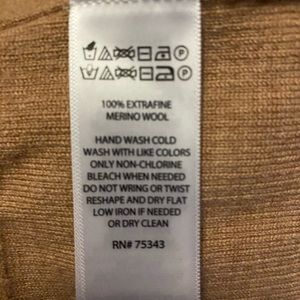 100% EXTRAFINE
MERINO WOOL
HAND WASH COLD
WASH WITH LIKE COLORS
ONLY NON-CHLORINE
BLEACH WHEN NEEDED
DO NOT WRING OR TWIST
RESHAPE AND DRY FLAT
LOW IRON IF NEEDED
OR DRY CLEAN
RN# 75343